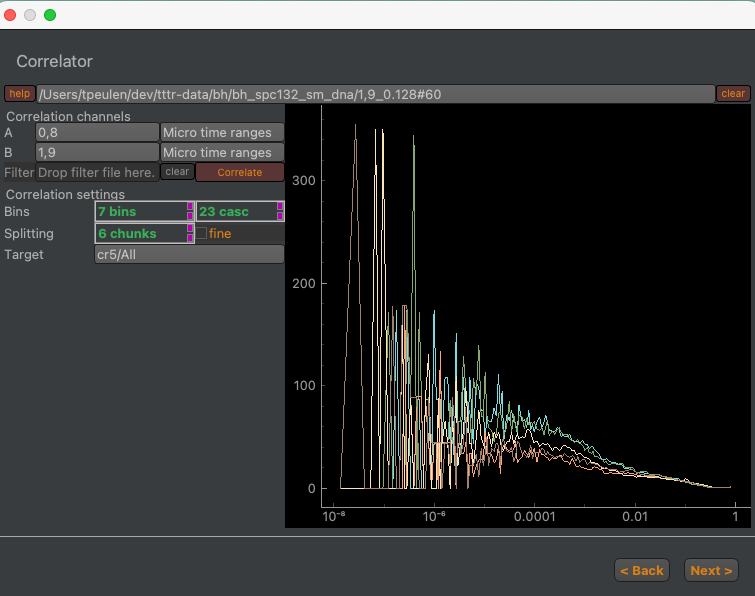 Correlator
help /Users/tpeulen/dev/tttr-data/bh/bh_spc132_sm_dna/1,9_0.128#60 clear
Correlation channels
A 0,8 Micro time ranges
B 1,9 Micro time ranges
Filter Drop filter file here. clear Correlate
Correlation settings
Bins 7 bins 23 casc
Splitting 6 chunks fine
Target cr5/All
300
200
100
0
10⁻⁸ 10⁻⁶ 0.0001 0.01 1
< Back Next >